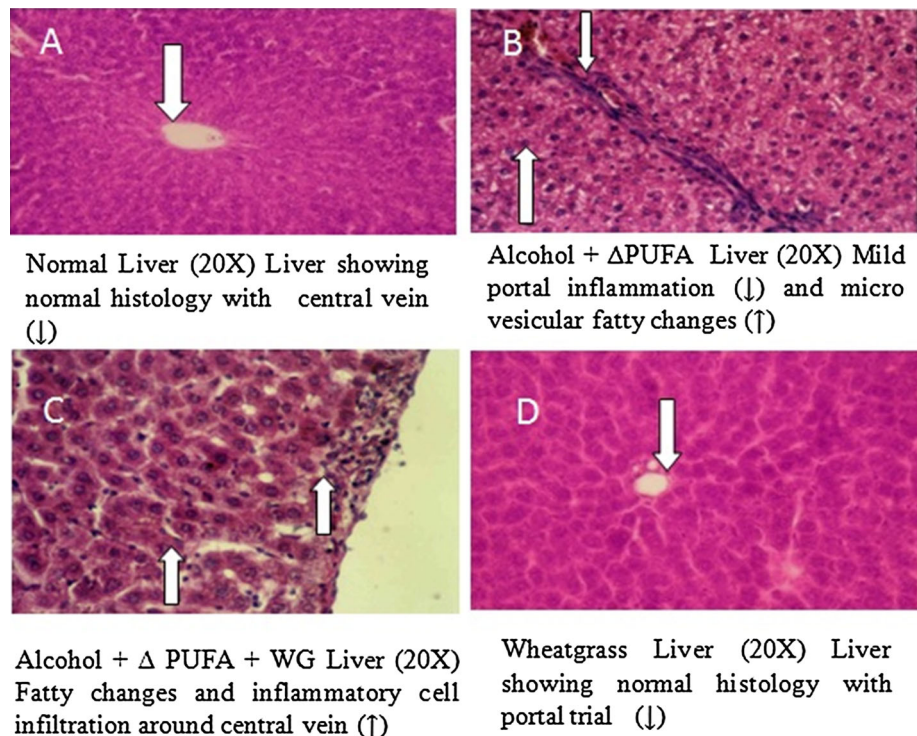 A
Normal Liver (20X) Liver showing
normal histology with central vein
(↓)
B
Alcohol + ΔPUFA Liver (20X) Mild
portal inflammation (↓) and micro
vesicular fatty changes (↑)
C
Alcohol + Δ PUFA + WG Liver (20X)
Fatty changes and inflammatory cell
infiltration around central vein (↑)
D
Wheatgrass Liver (20X) Liver
showing normal histology with
portal trial (↓)